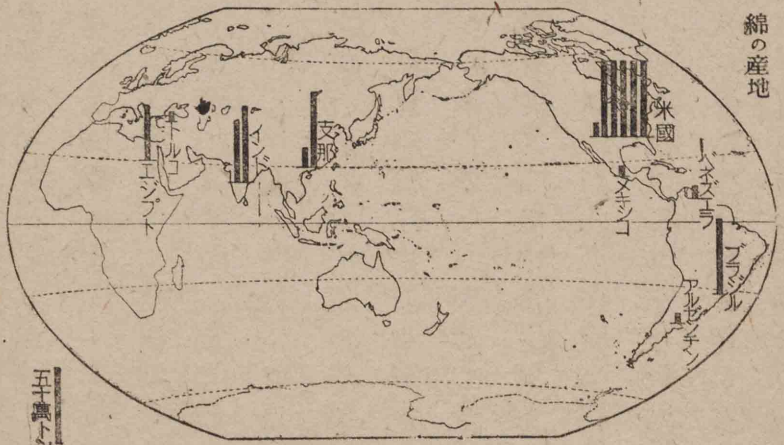 綿の産地
米國
ベネズエラ
ブラジル
アルゼンチン
メキシコ
支那
インド
トルコ
エジプト
五十萬トン